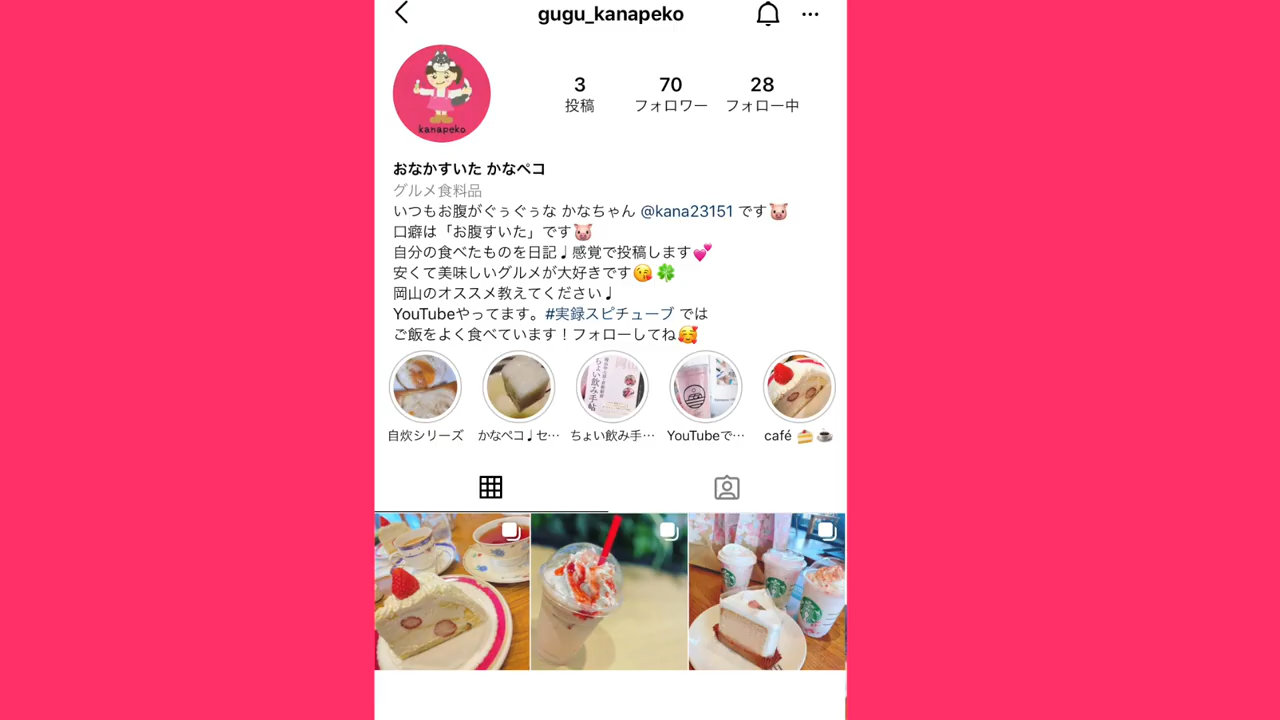 gugu_kanapeko
kanapeko
3
投稿
70
フォロワー
28
フォロー中
おなかすいた かなペコ
グルメ食料品
いつもお腹がぐぅぐぅな かなちゃん @kana23151 です🐷
口癖は「お腹すいた」です🐷
自分の食べたものを日記♩感覚で投稿します💕
安くて美味しいグルメが大好きです😘🍀
岡山のオススメ教えてください♩
YouTubeやってます。#実録スピチューブ では
ご飯をよく食べています！フォローしてね🥰
ちょい飲み手帖
自炊シリーズ
かなペコ♩セ…
ちょい飲み手…
YouTubeで…
café 🍰☕